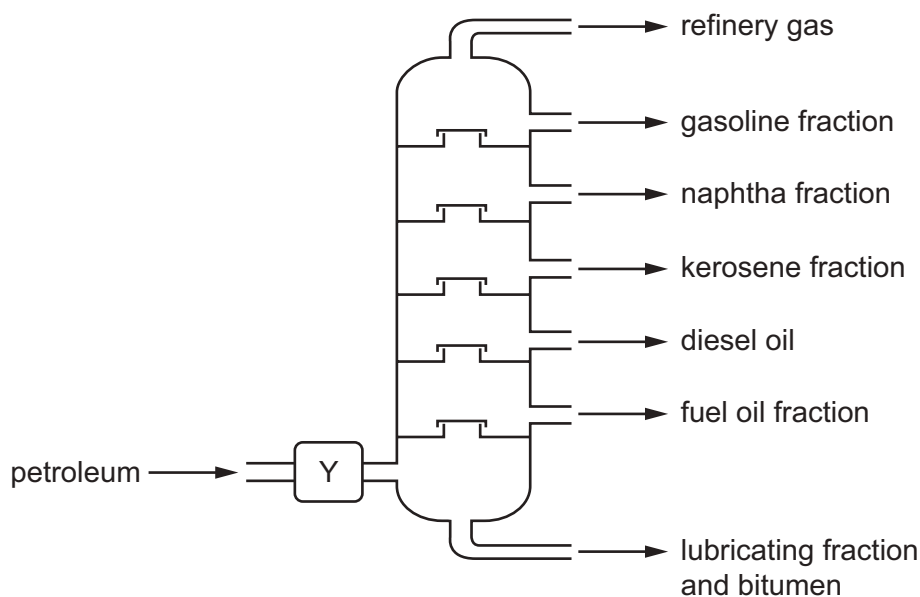 refinery gas
gasoline fraction
naphtha fraction
kerosene fraction
diesel oil
fuel oil fraction
petroleum
Y
lubricating fraction
and bitumen